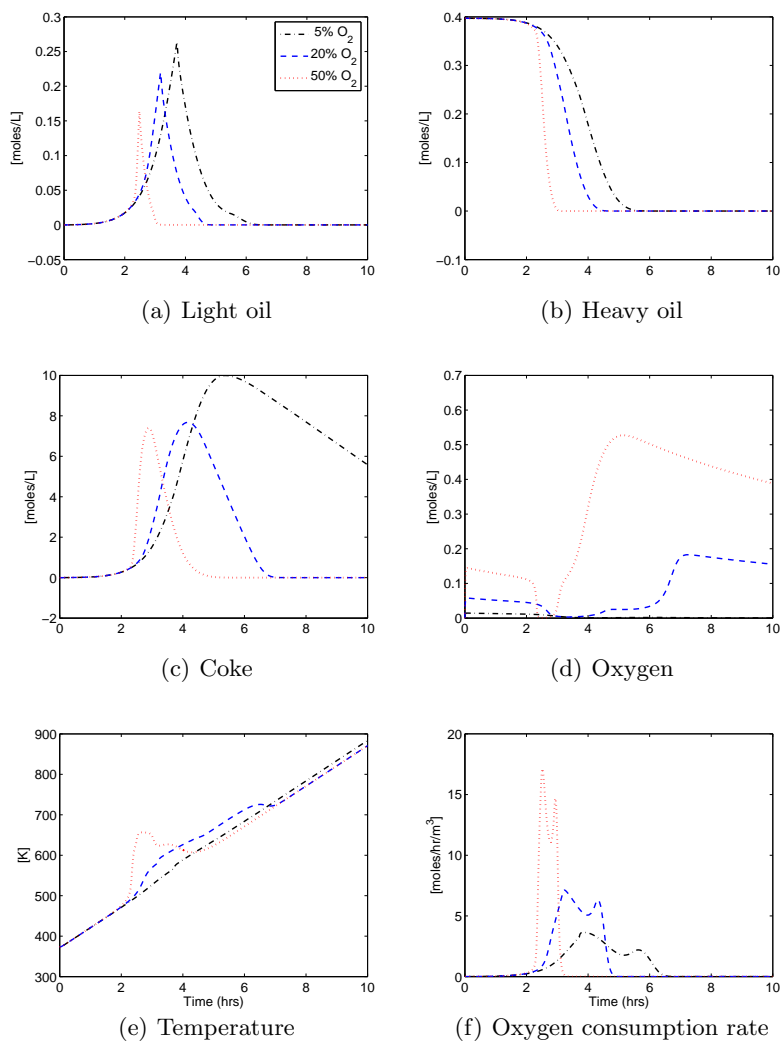 0.3
0.25
0.2
0.15
0.1
0.05
0
−0.05
[moles/L]
0 2 4 6 8 10
5% O2
20% O2
50% O2
(a) Light oil
0.4
0.3
0.2
0.1
0
−0.1
[moles/L]
0 2 4 6 8 10
(b) Heavy oil
10
8
6
4
2
0
−2
[moles/L]
0 2 4 6 8 10
(c) Coke
0.7
0.6
0.5
0.4
0.3
0.2
0.1
0
[moles/L]
0 2 4 6 8 10
(d) Oxygen
900
800
700
600
500
400
300
[K]
0 2 4 6 8 10
Time (hrs)
(e) Temperature
20
15
10
5
0
[moles/hr/m³]
0 2 4 6 8 10
Time (hrs)
(f) Oxygen consumption rate